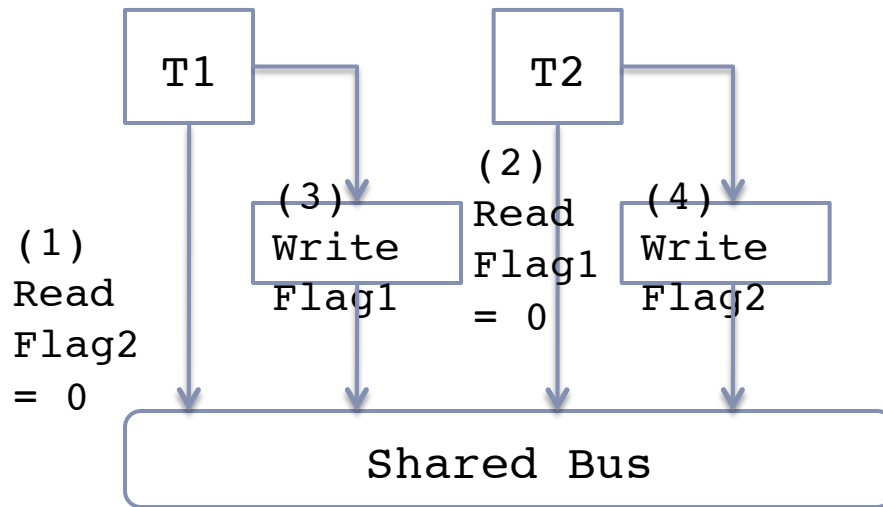 T1
T2
(1)
Read
Flag2
= 0
(3)
Write
Flag1
(2)
Read
Flag1
= 0
(4)
Write
Flag2
Shared Bus